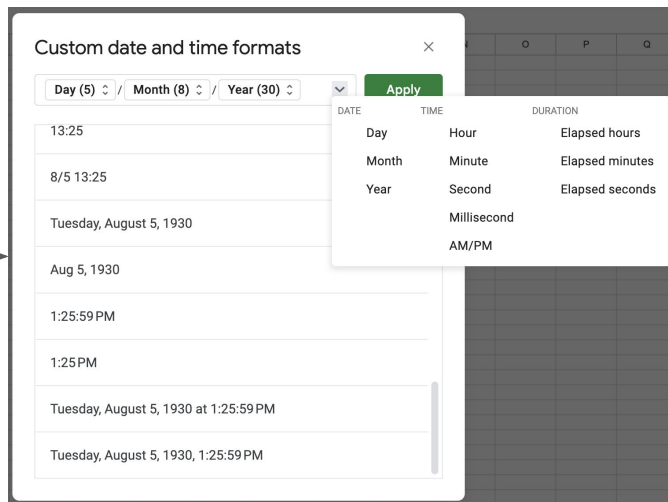 Custom date and time formats
Day (5) / Month (8) / Year (30)
Apply
13:25
8/5 13:25
Tuesday, August 5, 1930
Aug 5, 1930
1:25:59 PM
1:25 PM
Tuesday, August 5, 1930 at 1:25:59 PM
Tuesday, August 5, 1930, 1:25:59 PM
DATE TIME DURATION
Day Hour Elapsed hours
Month Minute Elapsed minutes
Year Second Elapsed seconds
Millisecond
AM/PM
O P Q